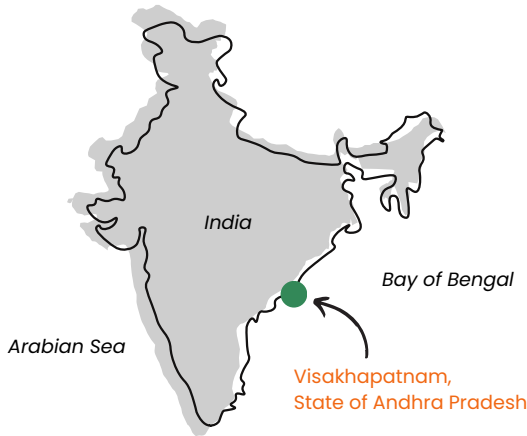 India
Bay of Bengal
Arabian Sea
Visakhapatnam,
State of Andhra Pradesh